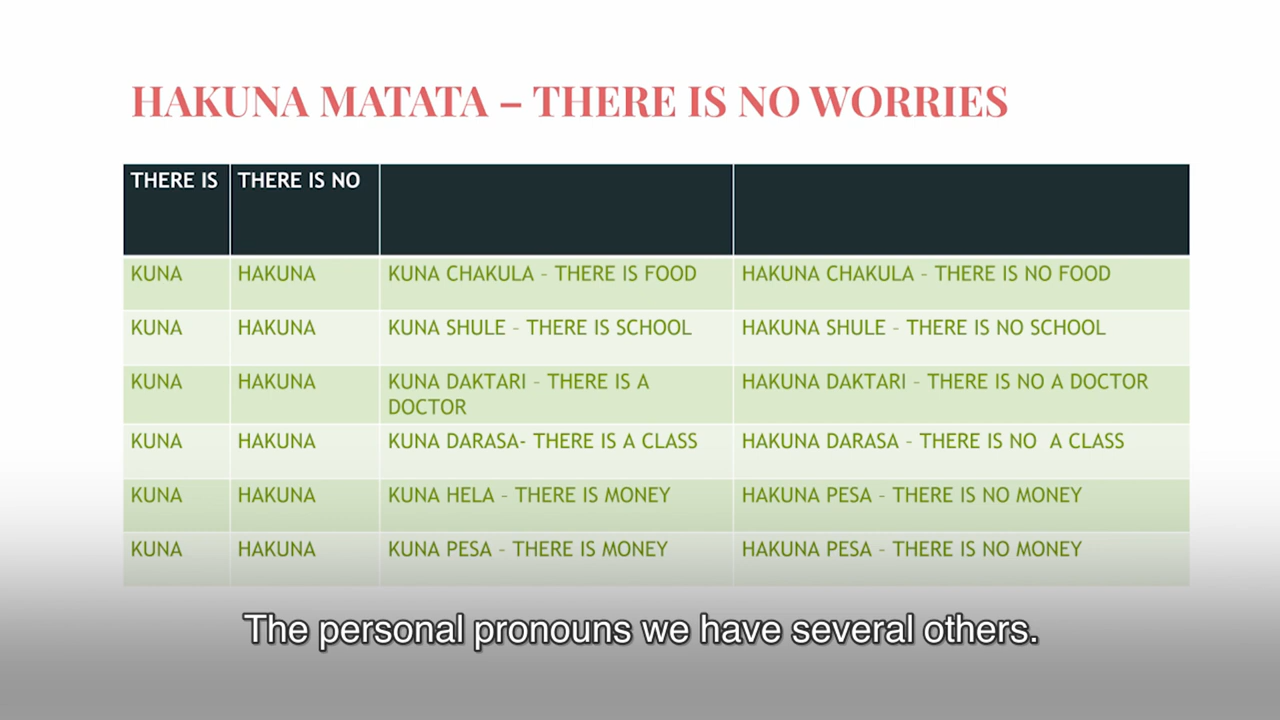 HAKUNA MATATA – THERE IS NO WORRIES
THERE IS THERE IS NO
KUNA HAKUNA KUNA CHAKULA – THERE IS FOOD HAKUNA CHAKULA – THERE IS NO FOOD
KUNA HAKUNA KUNA SHULE – THERE IS SCHOOL HAKUNA SHULE – THERE IS NO SCHOOL
KUNA HAKUNA KUNA DAKTARI – THERE IS A HAKUNA DAKTARI – THERE IS NO A DOCTOR
DOCTOR
KUNA HAKUNA KUNA DARASA- THERE IS A CLASS HAKUNA DARASA – THERE IS NO  A CLASS
KUNA HAKUNA KUNA HELA – THERE IS MONEY HAKUNA PESA – THERE IS NO MONEY
KUNA HAKUNA KUNA PESA – THERE IS MONEY HAKUNA PESA – THERE IS NO MONEY
The personal pronouns we have several others.